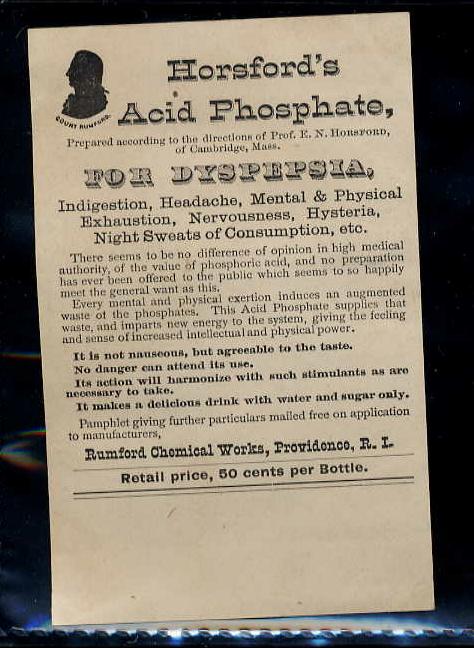 COUNT RUMFORD.
Horsford's
Acid Phosphate,
Prepared according to the directions of Prof. E. N. HORSFORD,
of Cambridge, Mass.
FOR DYSPEPSIA,
Indigestion, Headache, Mental & Physical
Exhaustion, Nervousness, Hysteria,
Night Sweats of Consumption, etc.
There seems to be no difference of opinion in high medical
authority, of the value of phosphoric acid, and no preparation
has ever been offered to the public which seems to so happily
meet the general want as this.
Every mental and physical exertion induces an augmented
waste of the phosphates. This Acid Phosphate supplies that
waste, and imparts new energy to the system, giving the feeling
and sense of increased intellectual and physical power.
It is not nauseous, but agreeable to the taste.
No danger can attend its use.
Its action will harmonize with such stimulants as are
necessary to take.
It makes a delicious drink with water and sugar only.
Pamphlet giving further particulars mailed free on application
to manufacturers,
Rumford Chemical Works, Providence, R. I.
Retail price, 50 cents per Bottle.